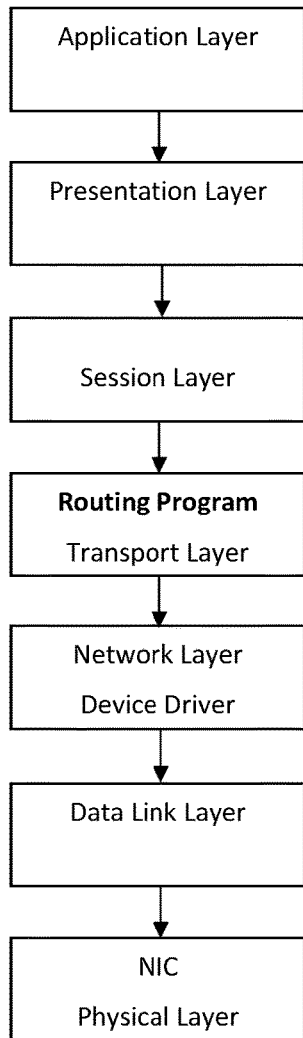 Application Layer
Presentation Layer
Session Layer
Routing Program
Transport Layer
Network Layer
Device Driver
Data Link Layer
NIC
Physical Layer